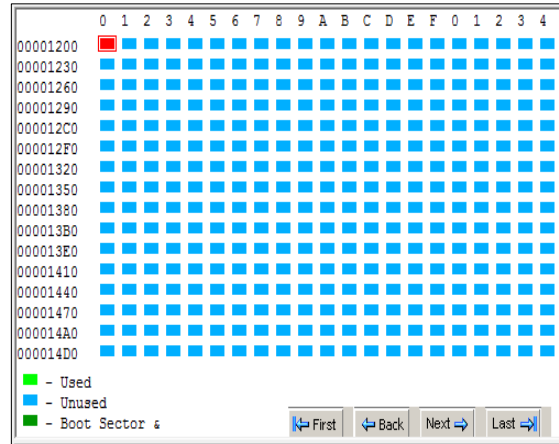 0 1 2 3 4 5 6 7 8 9 A B C D E F 0 1 2 3 4
00001200
00001230
00001260
00001290
000012C0
000012F0
00001320
00001350
00001380
000013B0
000013E0
00001410
00001440
00001470
000014A0
000014D0
- Used
- Unused
- Boot Sector &
First Back Next Last